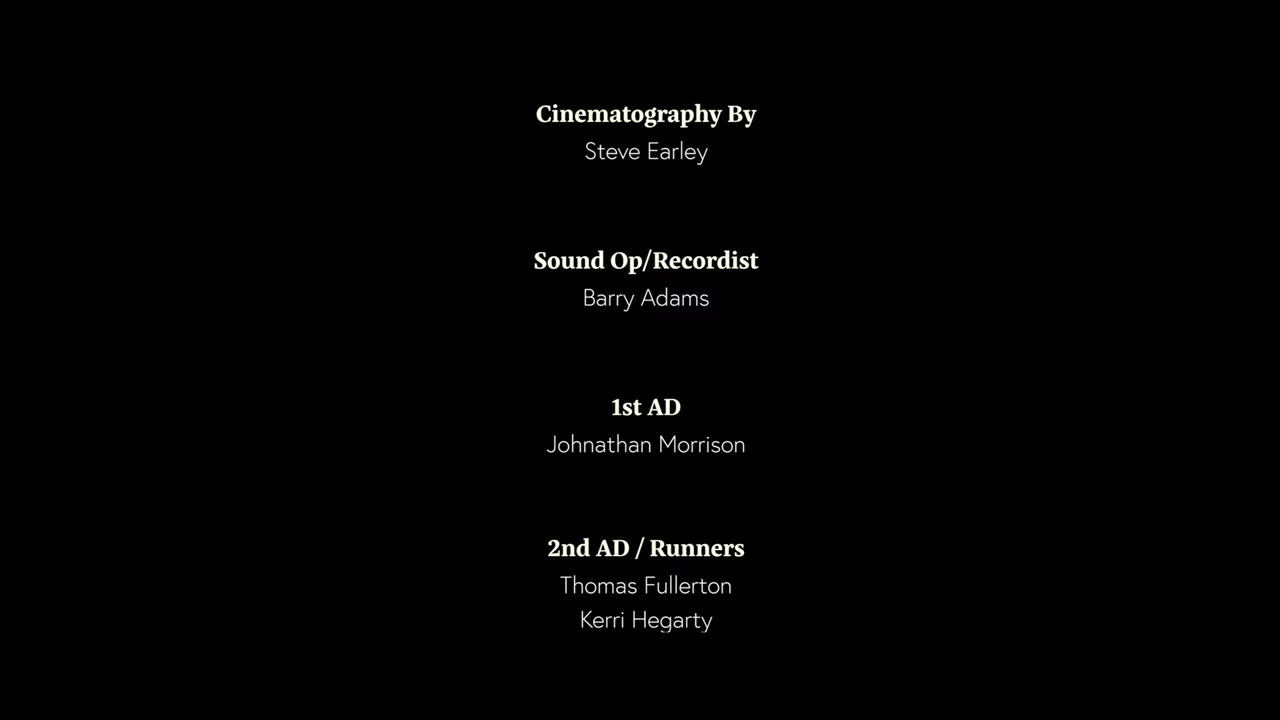 Cinematography By
Steve Earley
Sound Op/Recordist
Barry Adams
1st AD
Johnathan Morrison
2nd AD / Runners
Thomas Fullerton
Kerri Hegarty